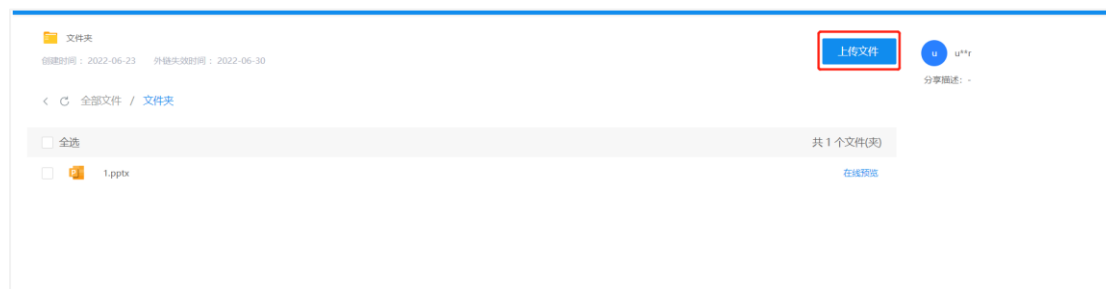 文件夹
创建时间：2022-06-23 外链失效时间：2022-06-30
上传文件
u u**r
分享描述：-
全部文件 / 文件夹
全选 共 1 个文件(夹)
P 1.pptx 在线预览